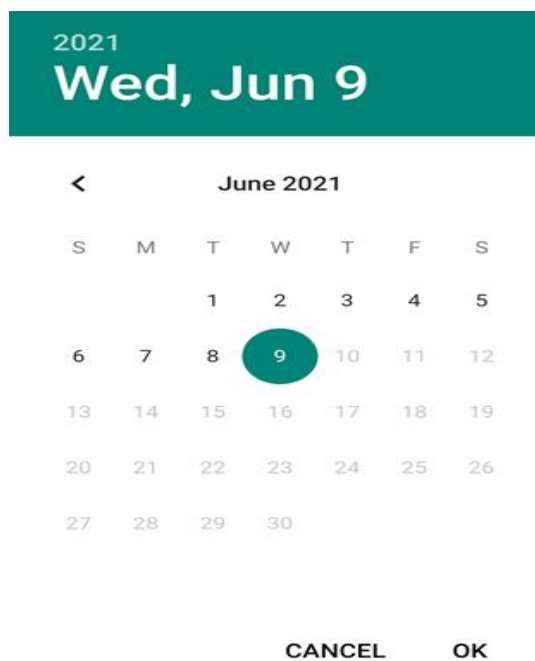 2021
Wed, Jun 9
June 2021
S M T W T F S
1 2 3 4 5
6 7 8 9 10 11 12
13 14 15 16 17 18 19
20 21 22 23 24 25 26
27 28 29 30
CANCEL OK